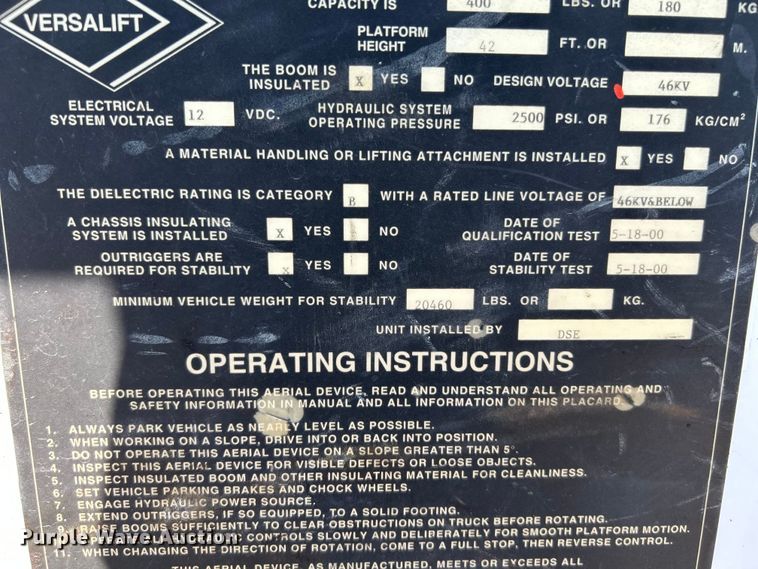 VERSALIFT
CAPACITY IS 400 LBS. OR 180 KG
PLATFORM HEIGHT 42 FT. OR M.
THE BOOM IS INSULATED X YES NO DESIGN VOLTAGE 46KV
ELECTRICAL SYSTEM VOLTAGE 12 VDC. HYDRAULIC SYSTEM OPERATING PRESSURE 2500 PSI. OR 176 KG/CM²
A MATERIAL HANDLING OR LIFTING ATTACHMENT IS INSTALLED X YES NO
THE DIELECTRIC RATING IS CATEGORY B WITH A RATED LINE VOLTAGE OF 46KV&BELOW
A CHASSIS INSULATING SYSTEM IS INSTALLED X YES NO DATE OF QUALIFICATION TEST 5-18-00
OUTRIGGERS ARE REQUIRED FOR STABILITY X YES NO DATE OF STABILITY TEST 5-18-00
MINIMUM VEHICLE WEIGHT FOR STABILITY 20460 LBS. OR KG.
UNIT INSTALLED BY DSE
OPERATING INSTRUCTIONS
BEFORE OPERATING THIS AERIAL DEVICE, READ AND UNDERSTAND ALL OPERATING AND
SAFETY INFORMATION IN MANUAL AND ALL INFORMATION ON THIS PLACARD.
1. ALWAYS PARK VEHICLE AS NEARLY LEVEL AS POSSIBLE.
2. WHEN WORKING ON A SLOPE, DRIVE INTO OR BACK INTO POSITION.
3. DO NOT OPERATE THIS AERIAL DEVICE ON A SLOPE GREATER THAN 5°.
4. INSPECT THIS AERIAL DEVICE FOR VISIBLE DEFECTS OR LOOSE OBJECTS.
5. INSPECT INSULATED BOOM AND OTHER INSULATING MATERIAL FOR CLEANLINESS.
6. SET VEHICLE PARKING BRAKES AND CHOCK WHEELS.
7. ENGAGE HYDRAULIC POWER SOURCE.
8. EXTEND OUTRIGGERS, IF SO EQUIPPED, TO A SOLID FOOTING.
9. RAISE BOOMS SUFFICIENTLY TO CLEAR OBSTRUCTIONS ON TRUCK BEFORE ROTATING.
CONTROLS SLOWLY AND DELIBERATELY FOR SMOOTH PLATFORM MOTION.
11. WHEN CHANGING THE DIRECTION OF ROTATION, COME TO A FULL STOP, THEN REVERSE CONTROL.
THIS AERIAL DEVICE, AS MANUFACTURED, MEETS OR EXCEEDS ALL
Purple Wave Auction